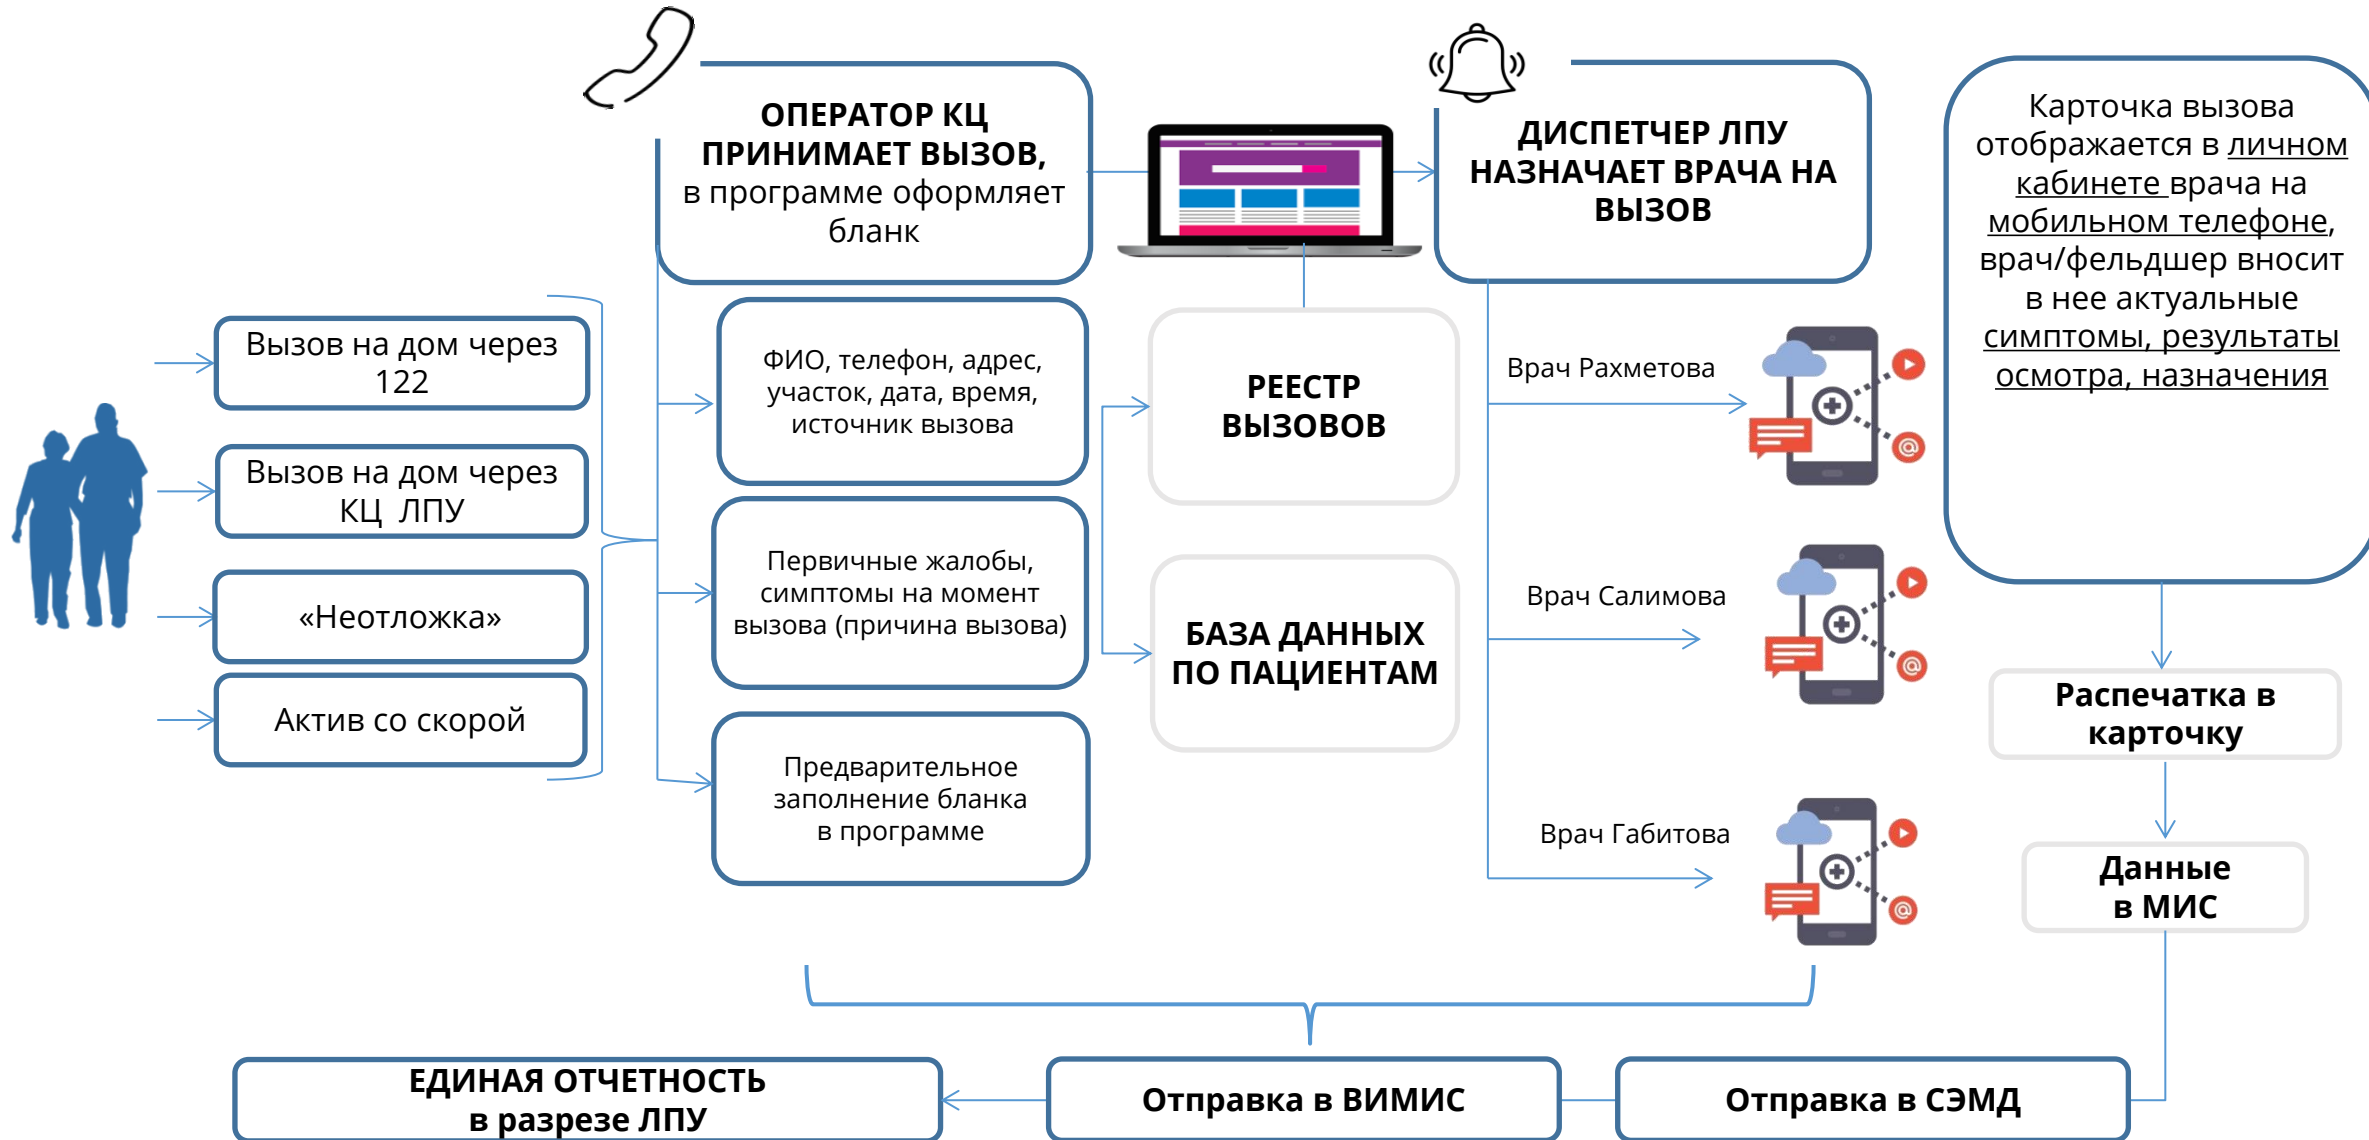 ОПЕРАТОР КЦ
ПРИНИМАЕТ ВЫЗОВ,
в программе оформляет
бланк
ДИСПЕТЧЕР ЛПУ
НАЗНАЧАЕТ ВРАЧА НА
ВЫЗОВ
Карточка вызова
отображается в личном
кабинете врача на
мобильном телефоне,
врач/фельдшер вносит
в нее актуальные
симптомы, результаты
осмотра, назначения
Вызов на дом через
122
Вызов на дом через
КЦ ЛПУ
«Неотложка»
Актив со скорой
ФИО, телефон, адрес,
участок, дата, время,
источник вызова
Первичные жалобы,
симптомы на момент
вызова (причина вызова)
Предварительное
заполнение бланка
в программе
РЕЕСТР
ВЫЗОВОВ
БАЗА ДАННЫХ
ПО ПАЦИЕНТАМ
Врач Рахметова
Врач Салимова
Врач Габитова
Распечатка в
карточку
Данные
в МИС
ЕДИНАЯ ОТЧЕТНОСТЬ
в разрезе ЛПУ
Отправка в ВИМИС
Отправка в СЭМД